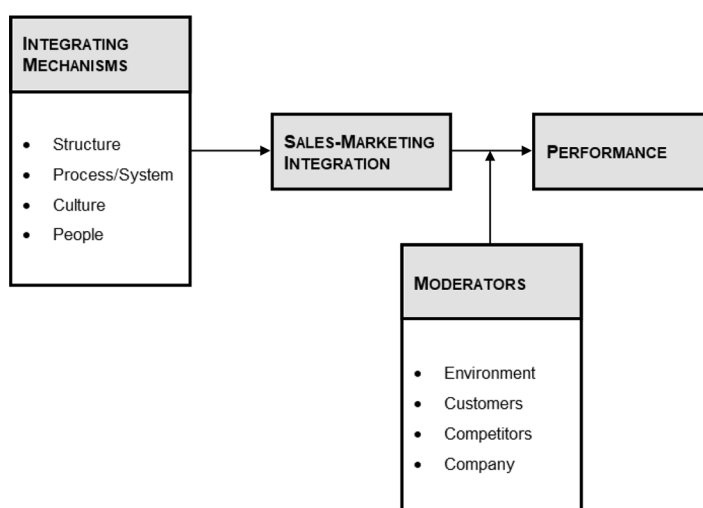 INTEGRATING
MECHANISMS
• Structure
• Process/System
• Culture
• People
SALES-MARKETING
INTEGRATION
PERFORMANCE
MODERATORS
• Environment
• Customers
• Competitors
• Company